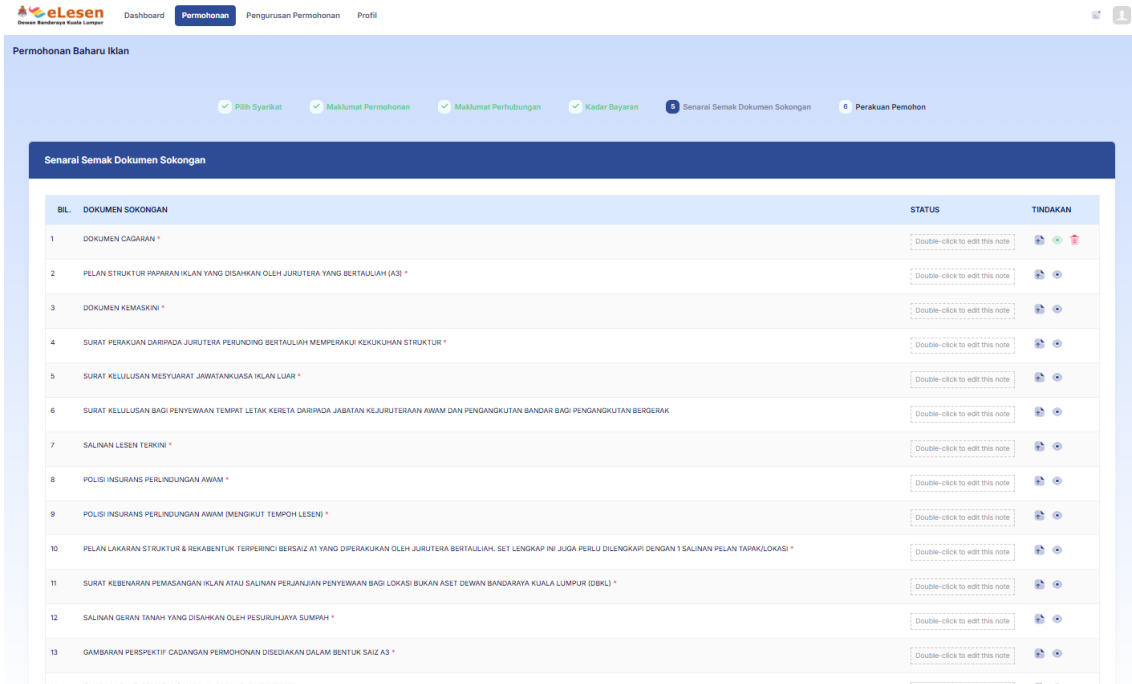 eLesen
Dewan Bandaraya Kuala Lumpur
Dashboard Permohonan Pengurusan Permohonan Profil
Permohonan Baharu Iklan
Pilih Syarikat Maklumat Permohonan Maklumat Perhubungan Kadar Bayaran 5 Senarai Semak Dokumen Sokongan 6 Perakuan Pemohon
Senarai Semak Dokumen Sokongan
BIL. DOKUMEN SOKONGAN STATUS TINDAKAN
1 DOKUMEN CAGARAN * Double-click to edit this note
2 PELAN STRUKTUR PAPARAN IKLAN YANG DISAHKAN OLEH JURUTERA YANG BERTAULIAH (A3) * Double-click to edit this note
3 DOKUMEN KEMASKINI * Double-click to edit this note
4 SURAT PERAKUAN DARIPADA JURUTERA PERUNDING BERTAULIAH MEMPERAKUI KEKUKUHAN STRUKTUR * Double-click to edit this note
5 SURAT KELULUSAN MESYUARAT JAWATANKUASA IKLAN LUAR * Double-click to edit this note
6 SURAT KELULUSAN BAGI PENYEWAAN TEMPAT LETAK KERETA DARIPADA JABATAN KEJURUTERAAN AWAM DAN PENGANGKUTAN BANDAR BAGI PENGANGKUTAN BERGERAK Double-click to edit this note
7 SALINAN LESEN TERKINI * Double-click to edit this note
8 POLISI INSURANS PERLINDUNGAN AWAM * Double-click to edit this note
9 POLISI INSURANS PERLINDUNGAN AWAM (MENGIKUT TEMPOH LESEN) * Double-click to edit this note
10 PELAN LAKARAN STRUKTUR & REKABENTUK TERPERINCI BERSAIZ A1 YANG DIPERAKUKAN OLEH JURUTERA BERTAULIAH. SET LENGKAP INI JUGA PERLU DILENGKAPI DENGAN 1 SALINAN PELAN TAPAK/LOKASI * Double-click to edit this note
11 SURAT KEBENARAN PEMASANGAN IKLAN ATAU SALINAN PERJANJIAN PENYEWAAN BAGI LOKASI BUKAN ASET DEWAN BANDARAYA KUALA LUMPUR (DBKL) * Double-click to edit this note
12 SALINAN GERAN TANAH YANG DISAHKAN OLEH PESURUHJAYA SUMPAH * Double-click to edit this note
13 GAMBARAN PERSPEKTIF CADANGAN PERMOHONAN DISEDIAKAN DALAM BENTUK SAIZ A3 * Double-click to edit this note